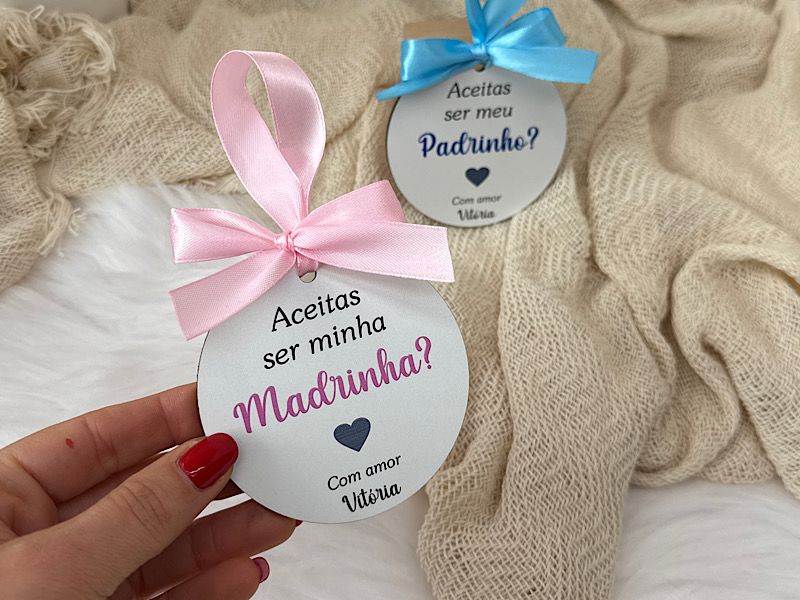 Aceitas
ser meu
Padrinho?
Com amor
Vitória
Aceitas
ser minha
Madrinha?
Com amor
Vitória